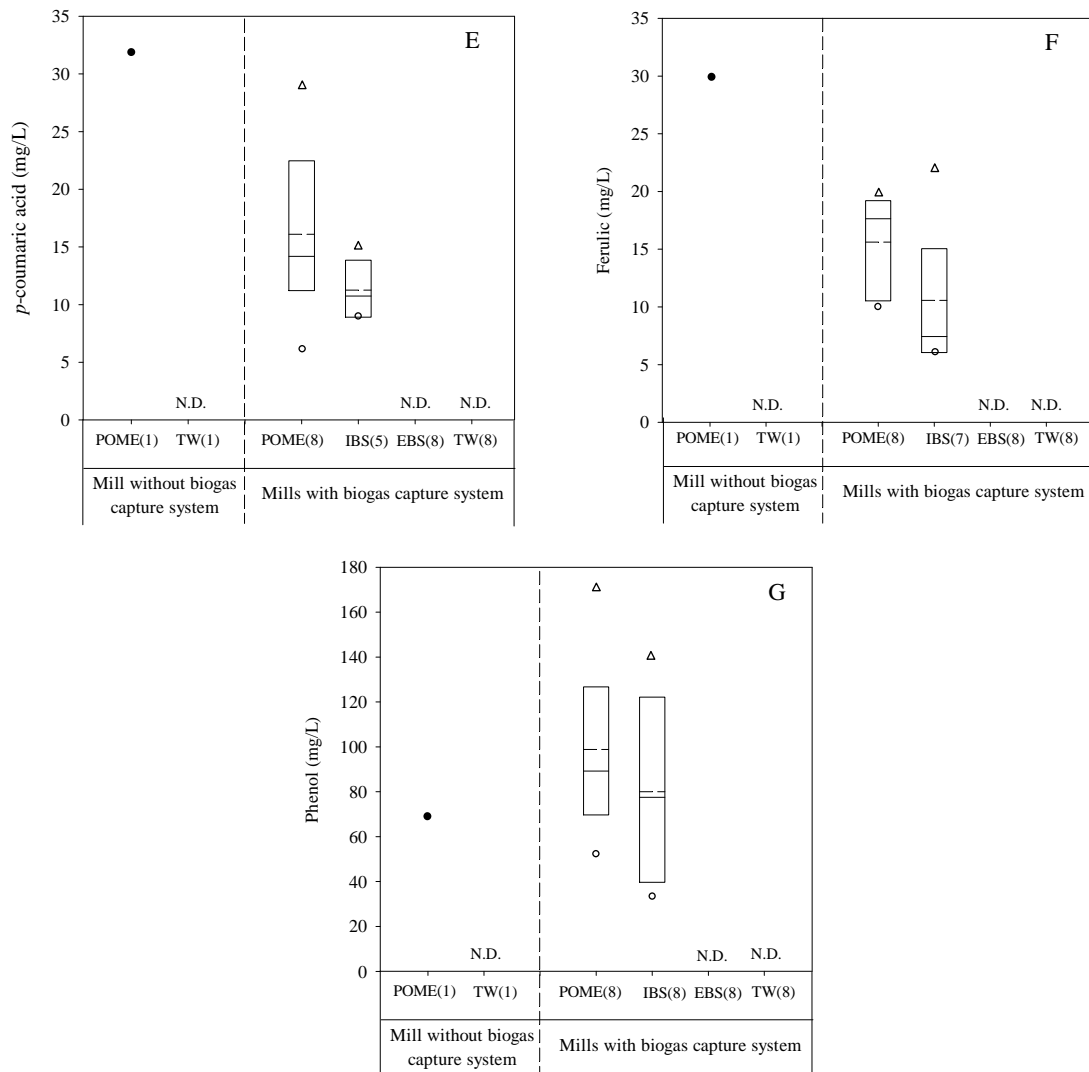 E
35
30
25
20
15
10
5
0
p-coumaric acid (mg/L)
N.D.
N.D. N.D.
POME(1) TW(1) POME(8) IBS(5) EBS(8) TW(8)
Mill without biogas
capture system
Mills with biogas capture system
F
35
30
25
20
15
10
5
0
Ferulic (mg/L)
N.D.
N.D. N.D.
POME(1) TW(1) POME(8) IBS(7) EBS(8) TW(8)
Mill without biogas
capture system
Mills with biogas capture system
G
180
160
140
120
100
80
60
40
20
0
Phenol (mg/L)
N.D.
N.D. N.D.
POME(1) TW(1) POME(8) IBS(8) EBS(8) TW(8)
Mill without biogas
capture system
Mills with biogas capture system